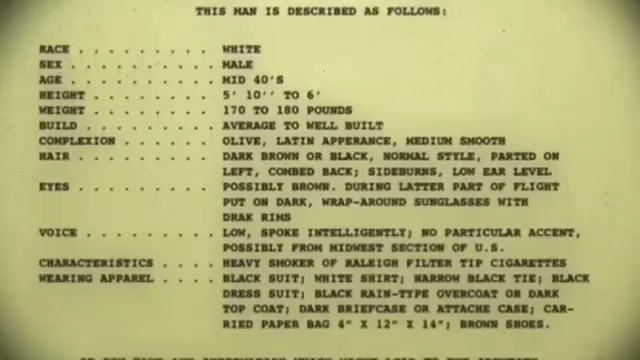 THIS MAN IS DESCRIBED AS FOLLOWS:
RACE . . . . . . . . . WHITE
SEX . . . . . . . . . . MALE
AGE . . . . . . . . . . MID 40'S
HEIGHT . . . . . . . . 5' 10'' TO 6'
WEIGHT . . . . . . . . 170 TO 180 POUNDS
BUILD . . . . . . . . . AVERAGE TO WELL BUILT
COMPLEXION . . . . . . OLIVE, LATIN APPERANCE, MEDIUM SMOOTH
HAIR . . . . . . . . . DARK BROWN OR BLACK, NORMAL STYLE, PARTED ON
LEFT, COMBED BACK; SIDEBURNS, LOW EAR LEVEL
EYES . . . . . . . . . POSSIBLY BROWN. DURING LATTER PART OF FLIGHT
PUT ON DARK, WRAP-AROUND SUNGLASSES WITH
DRAK RIMS
VOICE . . . . . . . . . LOW, SPOKE INTELLIGENTLY; NO PARTICULAR ACCENT,
POSSIBLY FROM MIDWEST SECTION OF U.S.
CHARACTERISTICS . . . . HEAVY SMOKER OF RALEIGH FILTER TIP CIGARETTES
WEARING APPAREL . . . . BLACK SUIT; WHITE SHIRT; NARROW BLACK TIE; BLACK
DRESS SUIT; BLACK RAIN-TYPE OVERCOAT OR DARK
TOP COAT; DARK BRIEFCASE OR ATTACHE CASE; CAR-
RIED PAPER BAG 4" X 12" X 14"; BROWN SHOES.